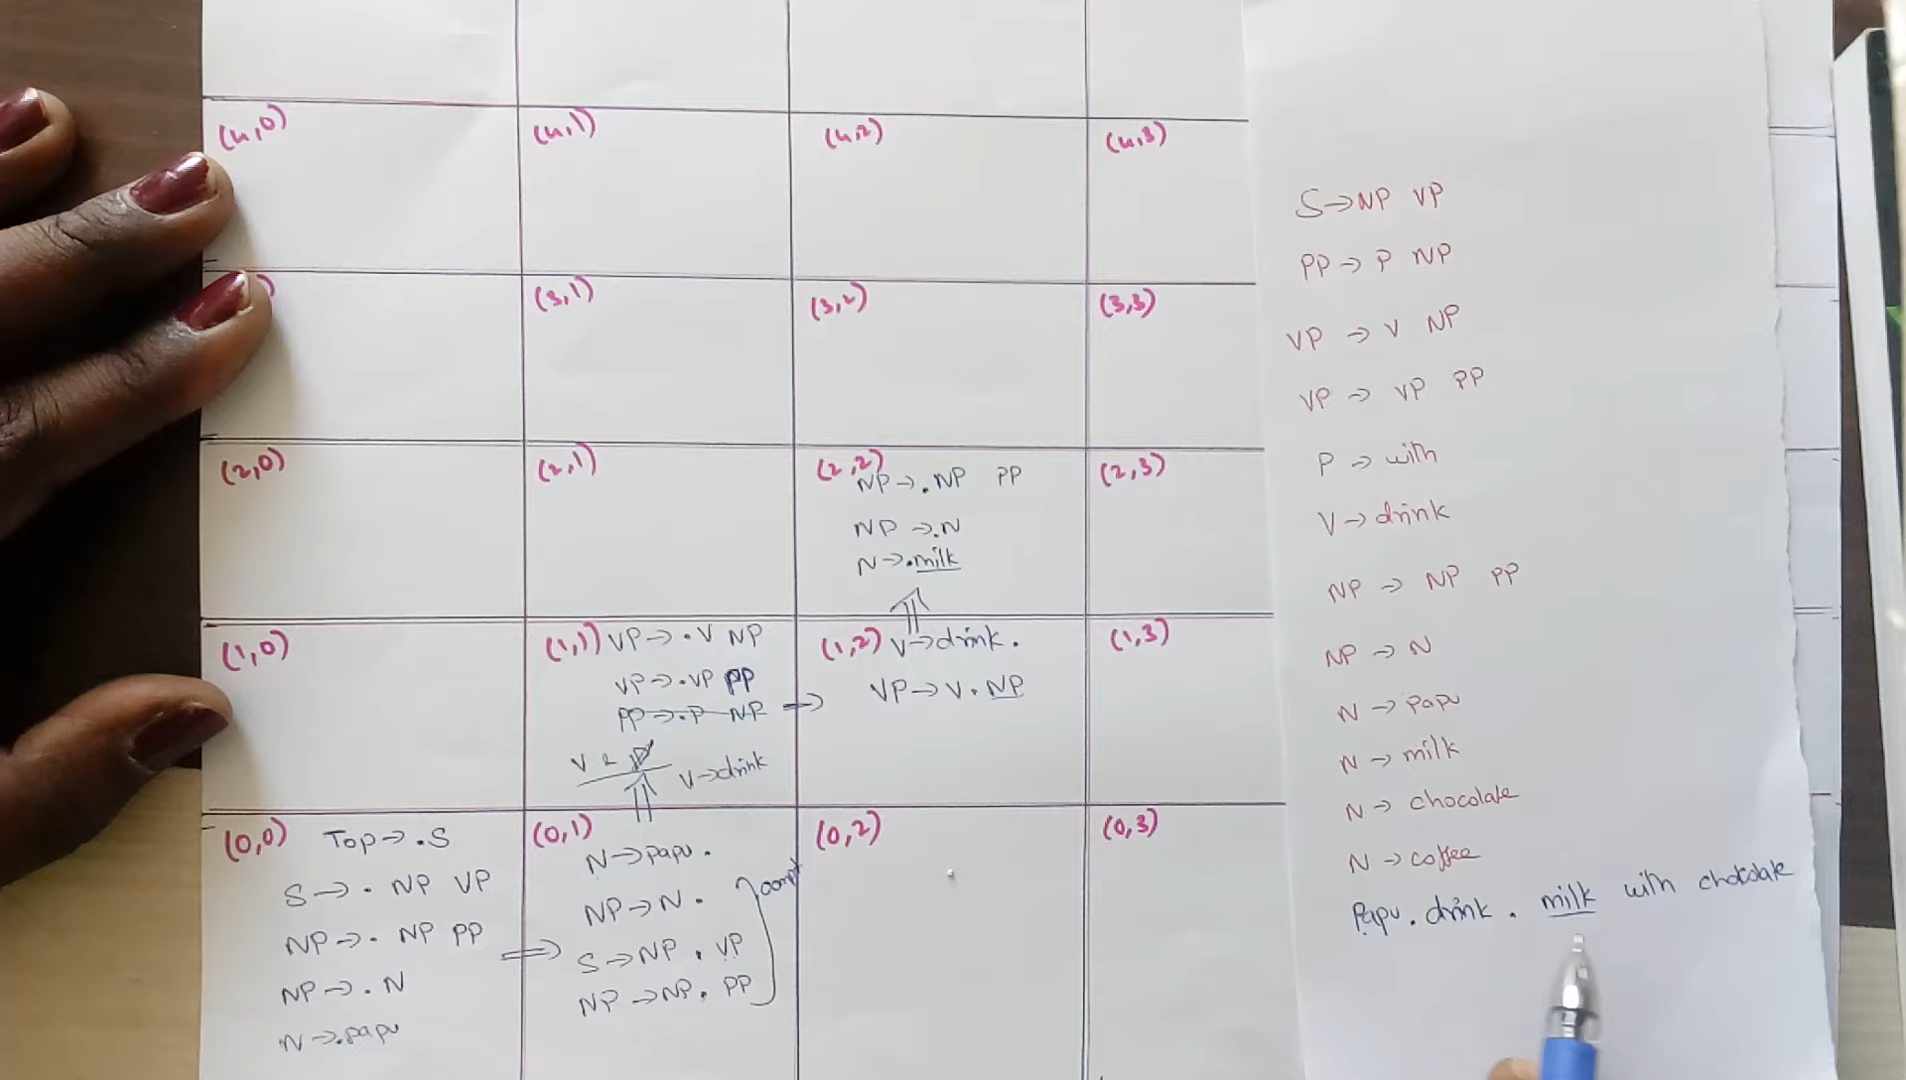 (4,0)
(4,1)
(4,2)
(4,3)
(3,1)
(3,2)
(3,3)
(2,0)
(2,1)
(2,2)
NP → .NP PP
NP → .N
N → .milk
(2,3)
(1,0)
(1,1) VP → .V NP
VP → .VP PP
PP → .P NP
V → drink
(1,2) V → drink.
VP → V . NP
(1,3)
(0,0) Top → .S
S → . NP VP
NP → . NP PP
NP → . N
N → .papu
(0,1)
N → papu .
NP → N .
S → NP . VP
NP → NP . PP
(0,2)
(0,3)
S → NP VP
PP → P NP
VP → V NP
VP → VP PP
P → with
V → drink
NP → NP PP
NP → N
N → papu
N → milk
N → chocolate
N → coffee
Papu . drink . milk with chocolate